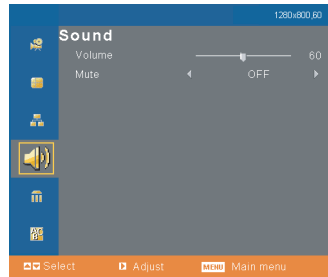 1280x800,60
Sound
Volume 60
Mute OFF
Select Adjust MENU Main menu